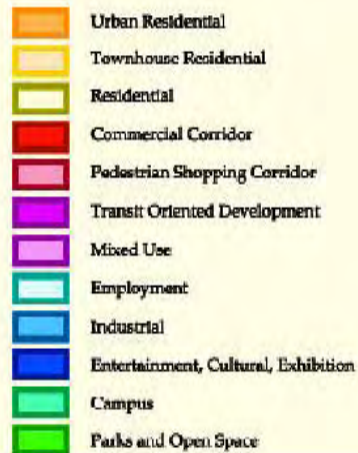 Urban Residential
Townhouse Residential
Residential
Commercial Corridor
Pedestrian Shopping Corridor
Transit Oriented Development
Mixed Use
Employment
Industrial
Entertainment, Cultural, Exhibition
Campus
Parks and Open Space